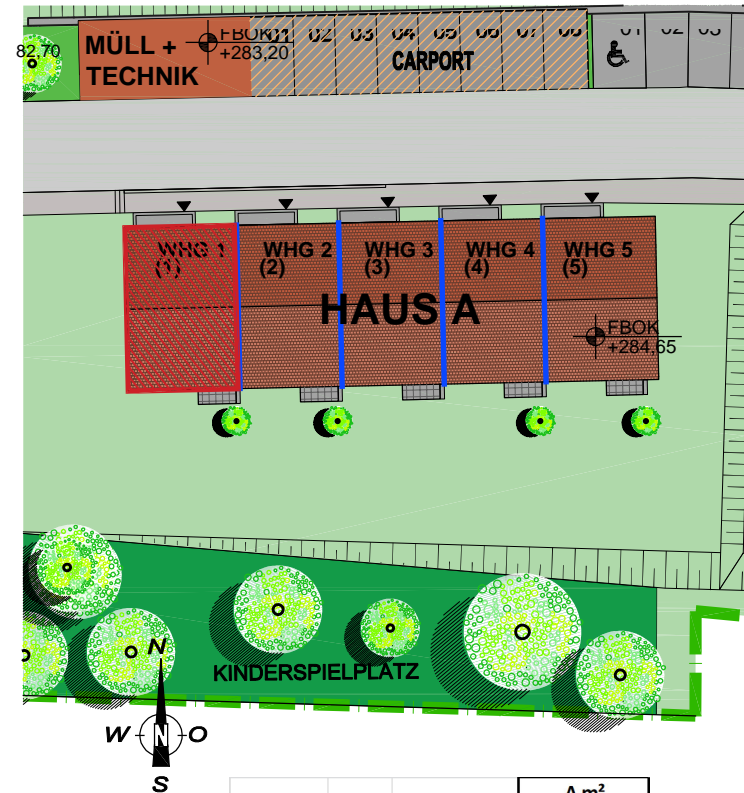 82,70
MÜLL +
TECHNIK
FBOK
+283,20
01 02 03 04 05 06 07 08
CARPORT
01 02 03
WHG 1
(1)
WHG 2
(2)
WHG 3
(3)
WHG 4
(4)
WHG 5
(5)
HAUS A
FBOK
+284,65
KINDERSPIELPLATZ
N
W N O
S
A m²